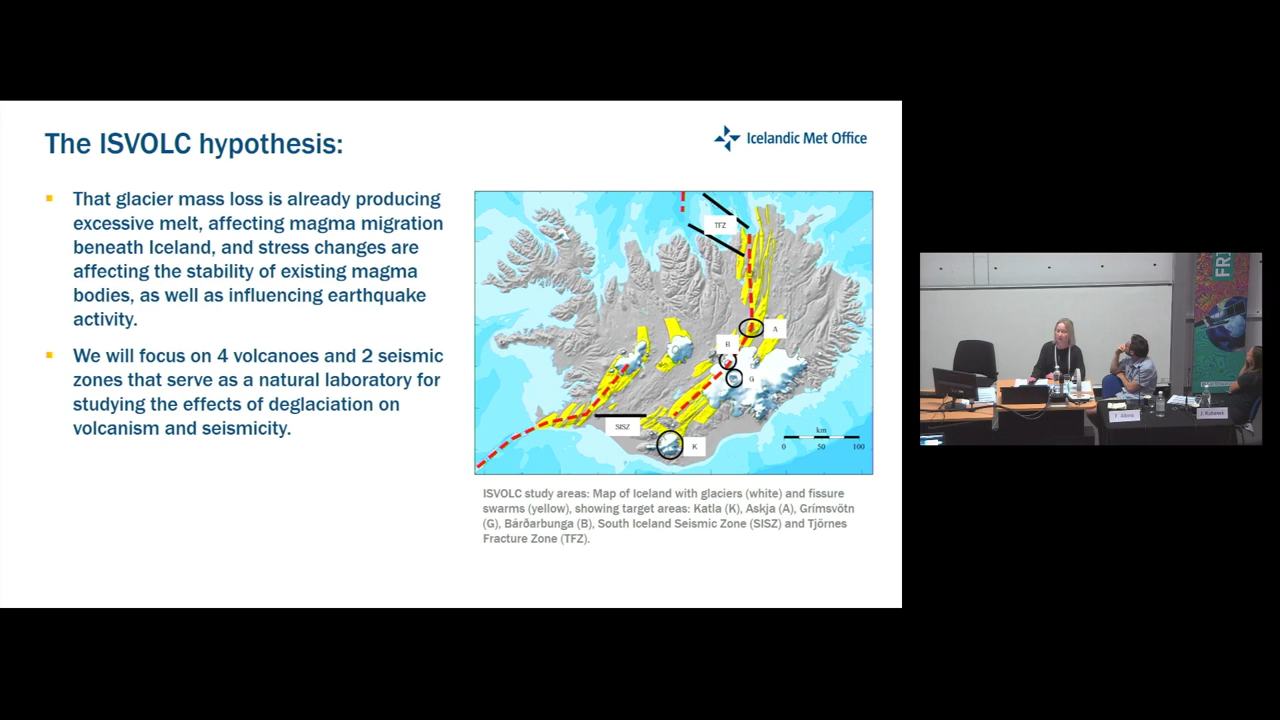 The ISVOLC hypothesis:
Icelandic Met Office
That glacier mass loss is already producing
excessive melt, affecting magma migration
beneath Iceland, and stress changes are
affecting the stability of existing magma
bodies, as well as influencing earthquake
activity.
We will focus on 4 volcanoes and 2 seismic
zones that serve as a natural laboratory for
studying the effects of deglaciation on
volcanism and seismicity.
TFZ
A
B
G
SISZ
K
km
0 50 100
ISVOLC study areas: Map of Iceland with glaciers (white) and fissure
swarms (yellow), showing target areas: Katla (K), Askja (A), Grímsvötn
(G), Bárðarbunga (B), South Iceland Seismic Zone (SISZ) and Tjörnes
Fracture Zone (TFZ).